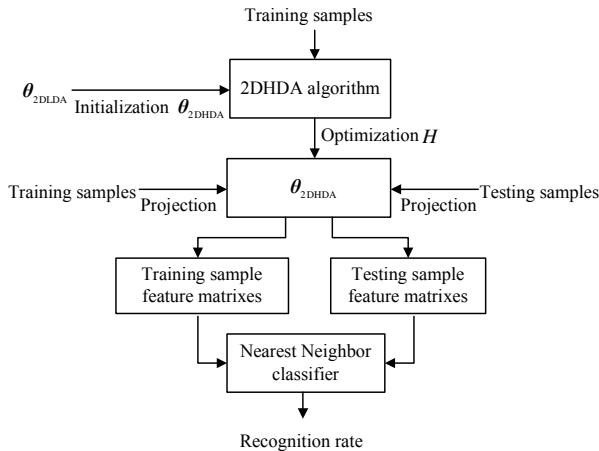 Training samples
θ2DLDA
Initialization θ2DHDA
2DHDA algorithm
Optimization H
Training samples
Projection
θ2DHDA
Projection
Testing samples
Training sample
feature matrixes
Testing sample
feature matrixes
Nearest Neighbor
classifier
Recognition rate